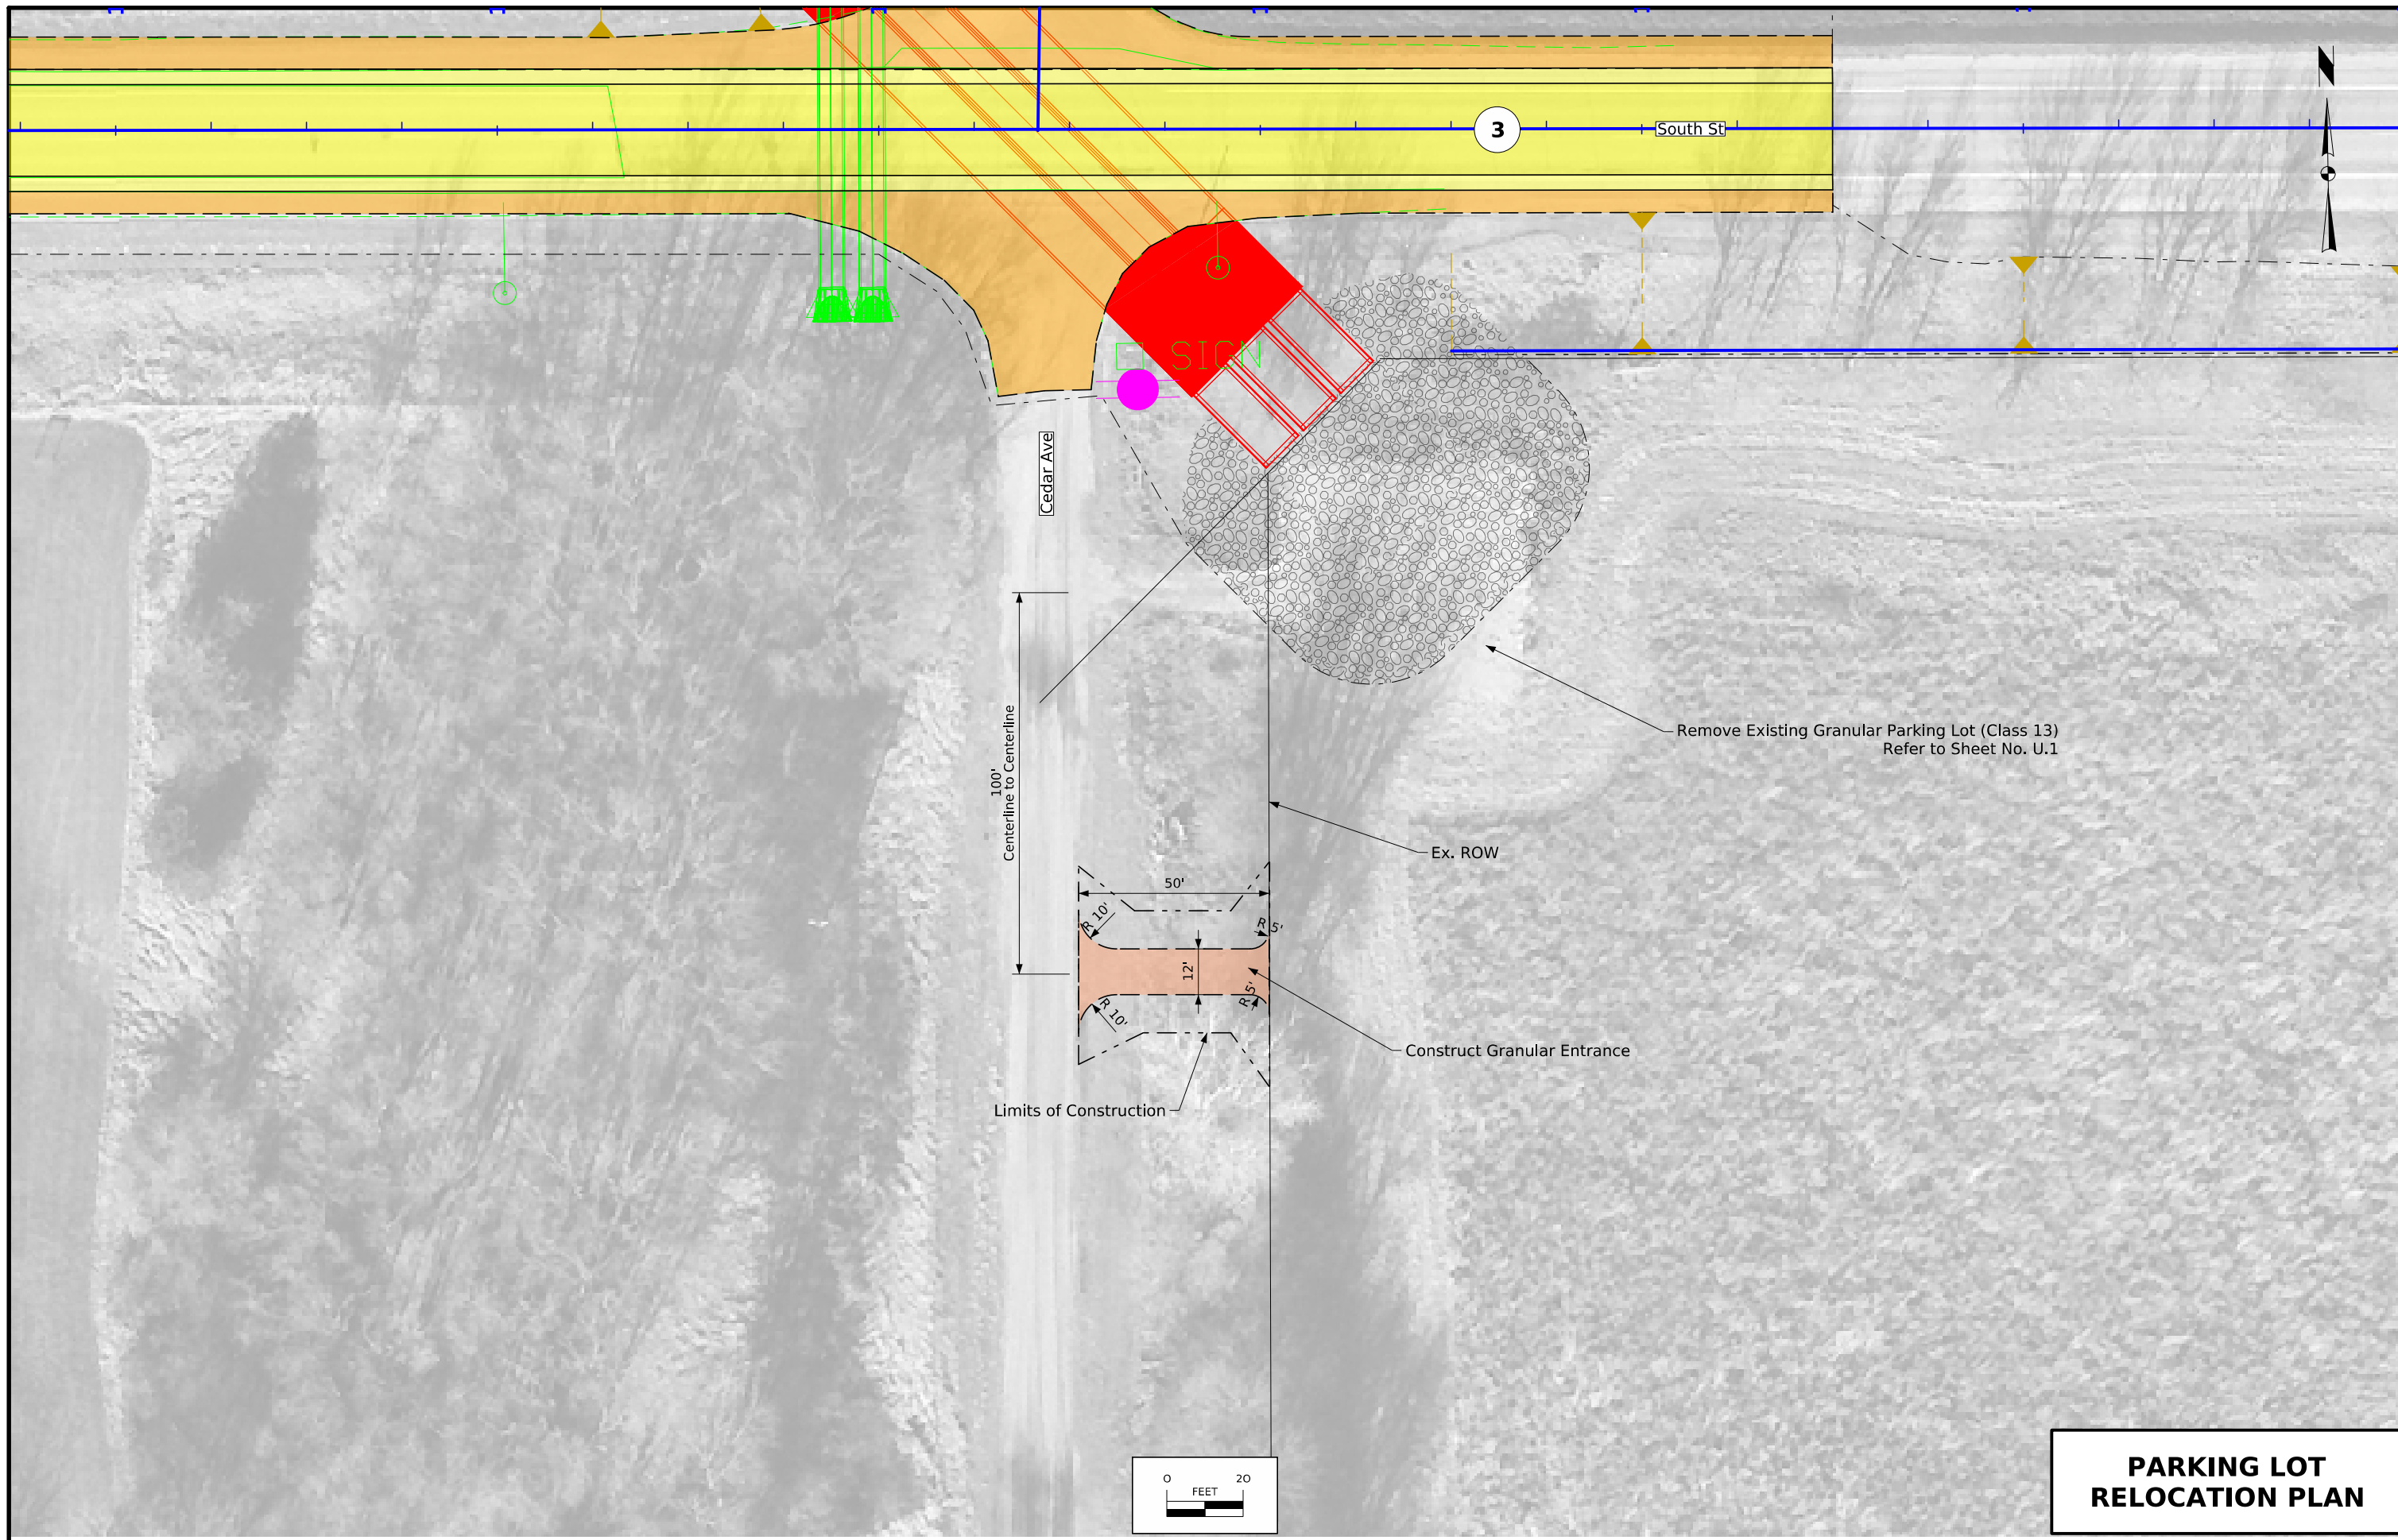 3
South St
SIGN
Cedar Ave
100'
Centerline to Centerline
Remove Existing Granular Parking Lot (Class 13)
Refer to Sheet No. U.1
Ex. ROW
50'
R 10'
R 5'
12'
R 10'
R 5'
Construct Granular Entrance
Limits of Construction
0 20
FEET
PARKING LOT
RELOCATION PLAN